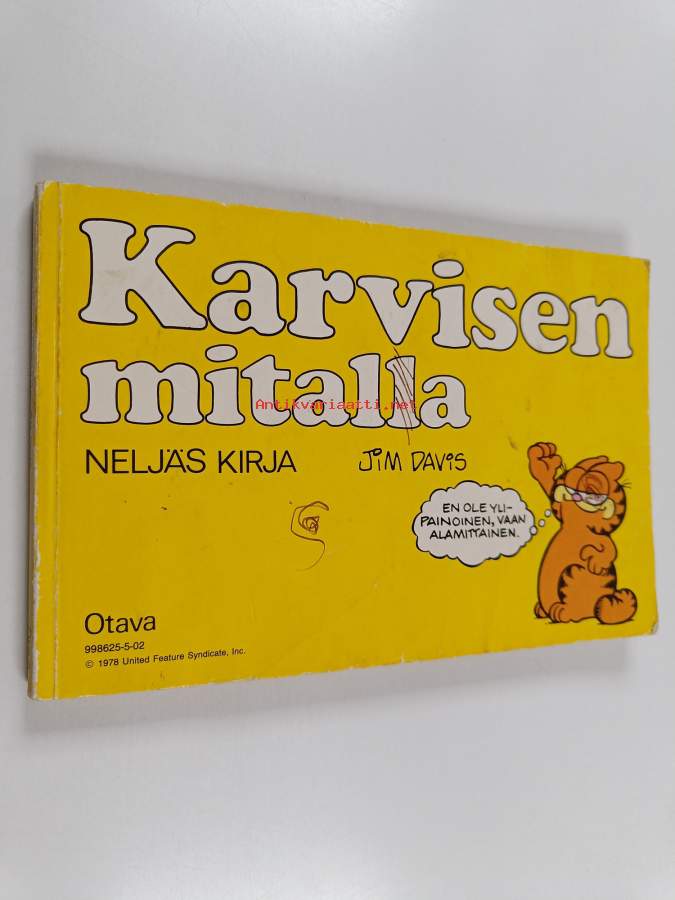 Karvisen
mitalla
Antikvariaatti.net
NELJÄS KIRJA
JIM DAVIS
EN OLE YLI-
PAINOINEN, VAAN
ALAMITTAINEN.
Otava
998625-5-02
© 1978 United Feature Syndicate, Inc.